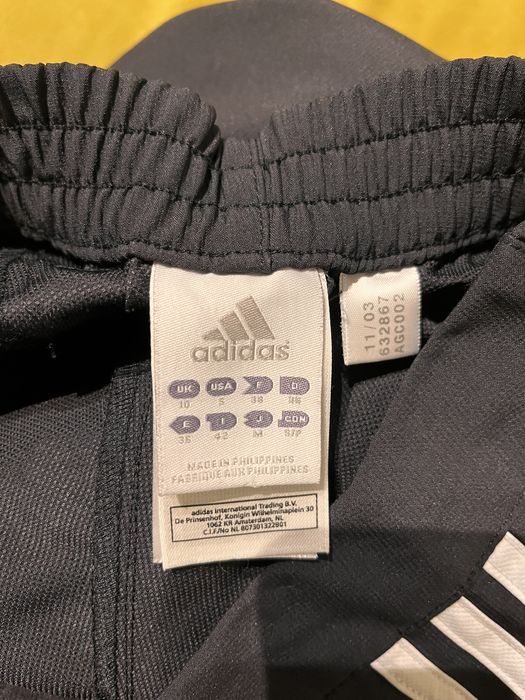 adidas
UK USA F D
10 S 38 36
E I J CDN
36 42 M S/P
MADE IN PHILIPPINES
FABRIQUE AUX PHILIPPINES
adidas International Trading B.V.
De Prinsenhof, Konigin Wilhelminaplein 30
1062 KR Amsterdam, NL
C.I.F/No NL 807301322B01
11/03
632867
AGC002